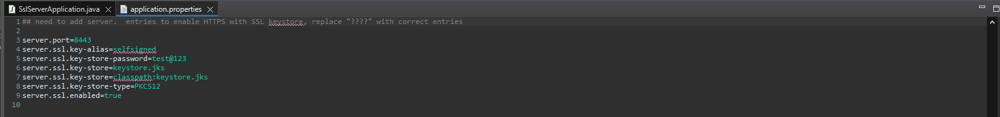 SslServerApplication.java application.properties
1 ## need to add server.  entries to enable HTTPS with SSL keystore, replace "????" with correct entries
2
3 server.port=8443
4 server.ssl.key-alias=selfsigned
5 server.ssl.key-store-password=test@123
6 server.ssl.key-store=keystore.jks
7 server.ssl.key-store=classpath:keystore.jks
8 server.ssl.key-store-type=PKCS12
9 server.ssl.enabled=true
10